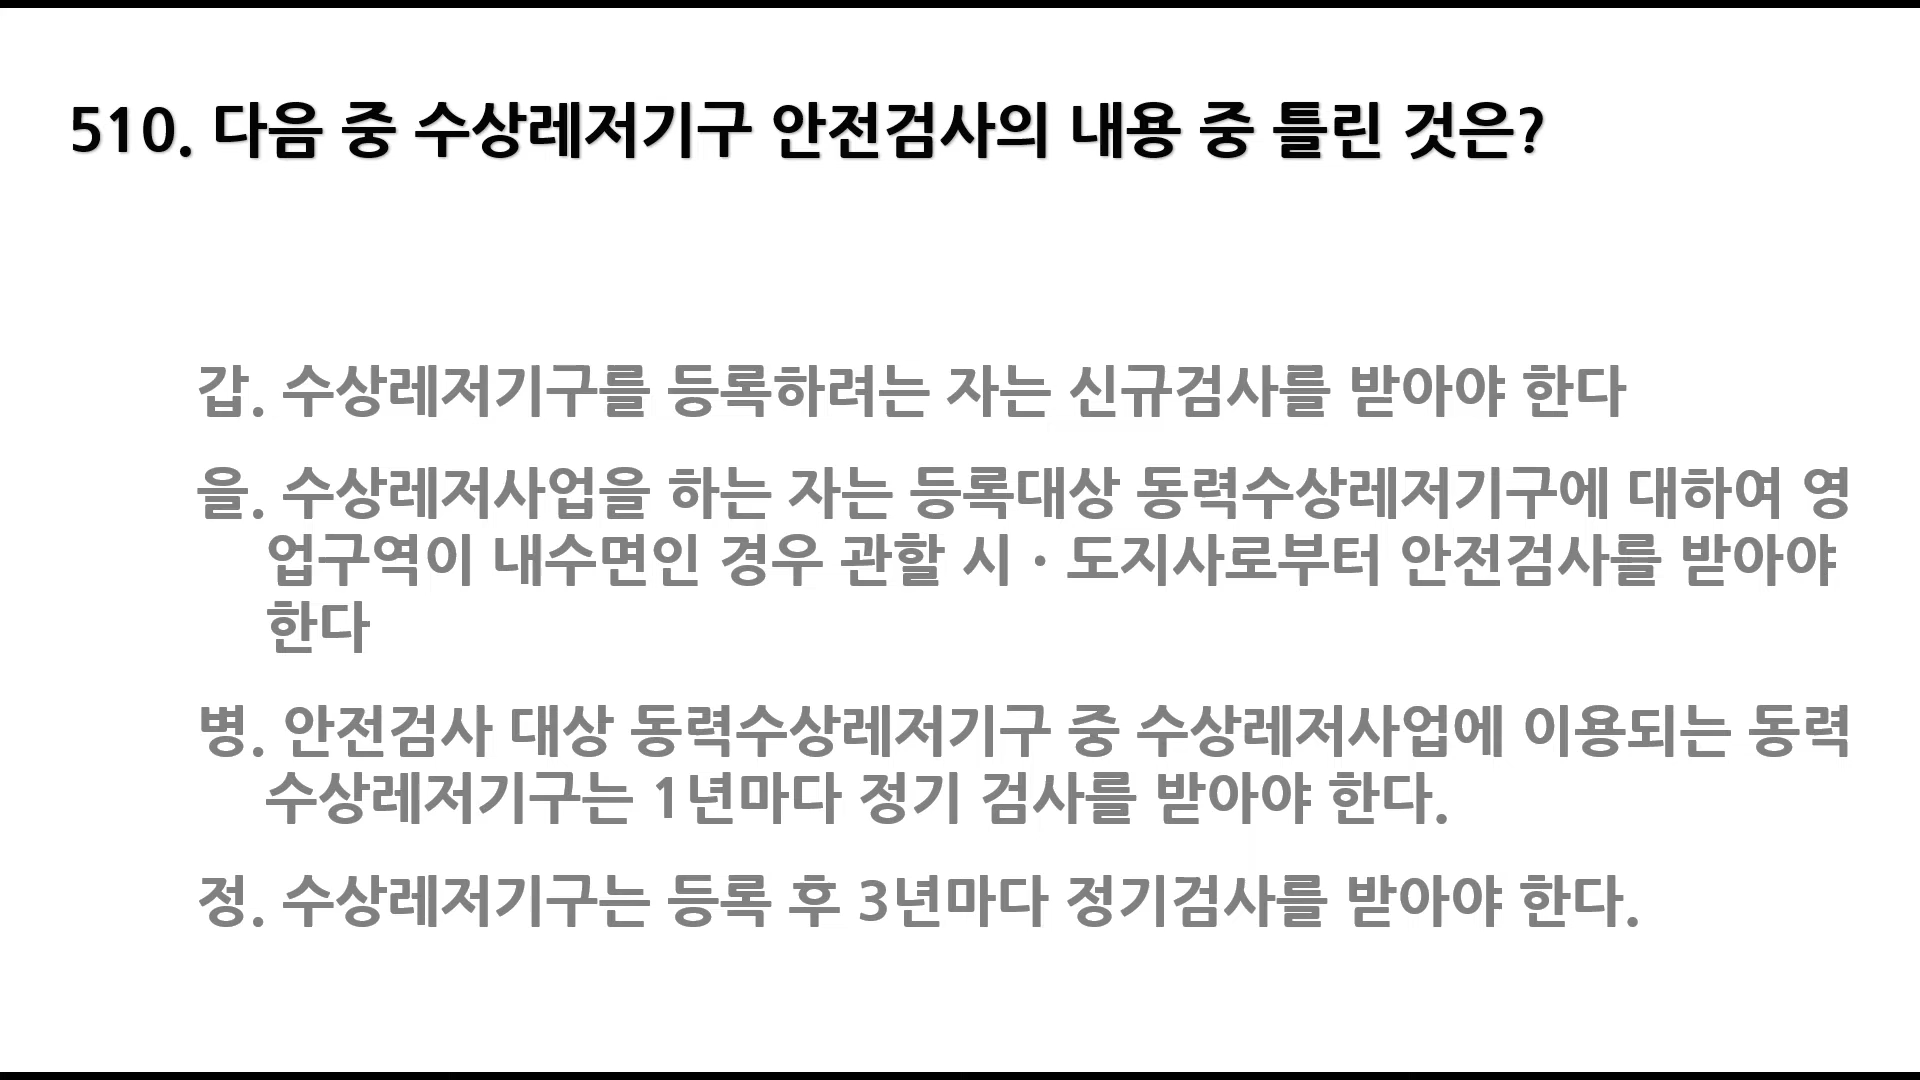 510. 다음 중 수상레저기구 안전검사의 내용 중 틀린 것은?
갑. 수상레저기구를 등록하려는 자는 신규검사를 받아야 한다
을. 수상레저사업을 하는 자는 등록대상 동력수상레저기구에 대하여 영
업구역이 내수면인 경우 관할 시 · 도지사로부터 안전검사를 받아야
한다
병. 안전검사 대상 동력수상레저기구 중 수상레저사업에 이용되는 동력
수상레저기구는 1년마다 정기 검사를 받아야 한다.
정. 수상레저기구는 등록 후 3년마다 정기검사를 받아야 한다.